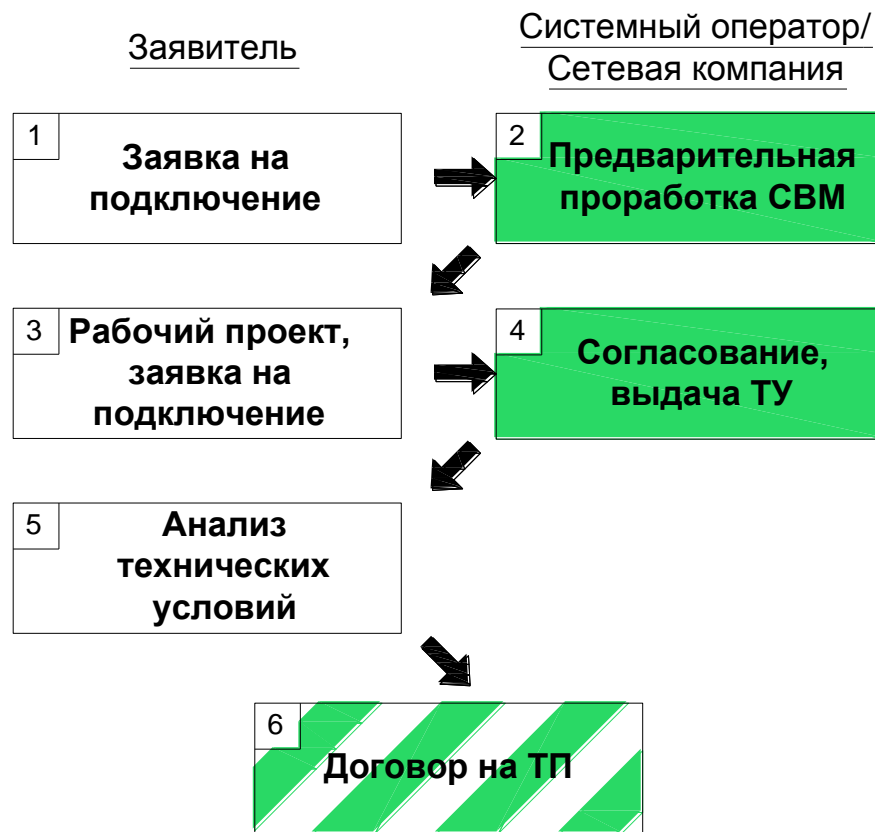 Заявитель
Системный оператор/
Сетевая компания
1
Заявка на
подключение
2
Предварительная
проработка СВМ
3
Рабочий проект,
заявка на
подключение
4
Согласование,
выдача ТУ
5
Анализ
технических
условий
6
Договор на ТП